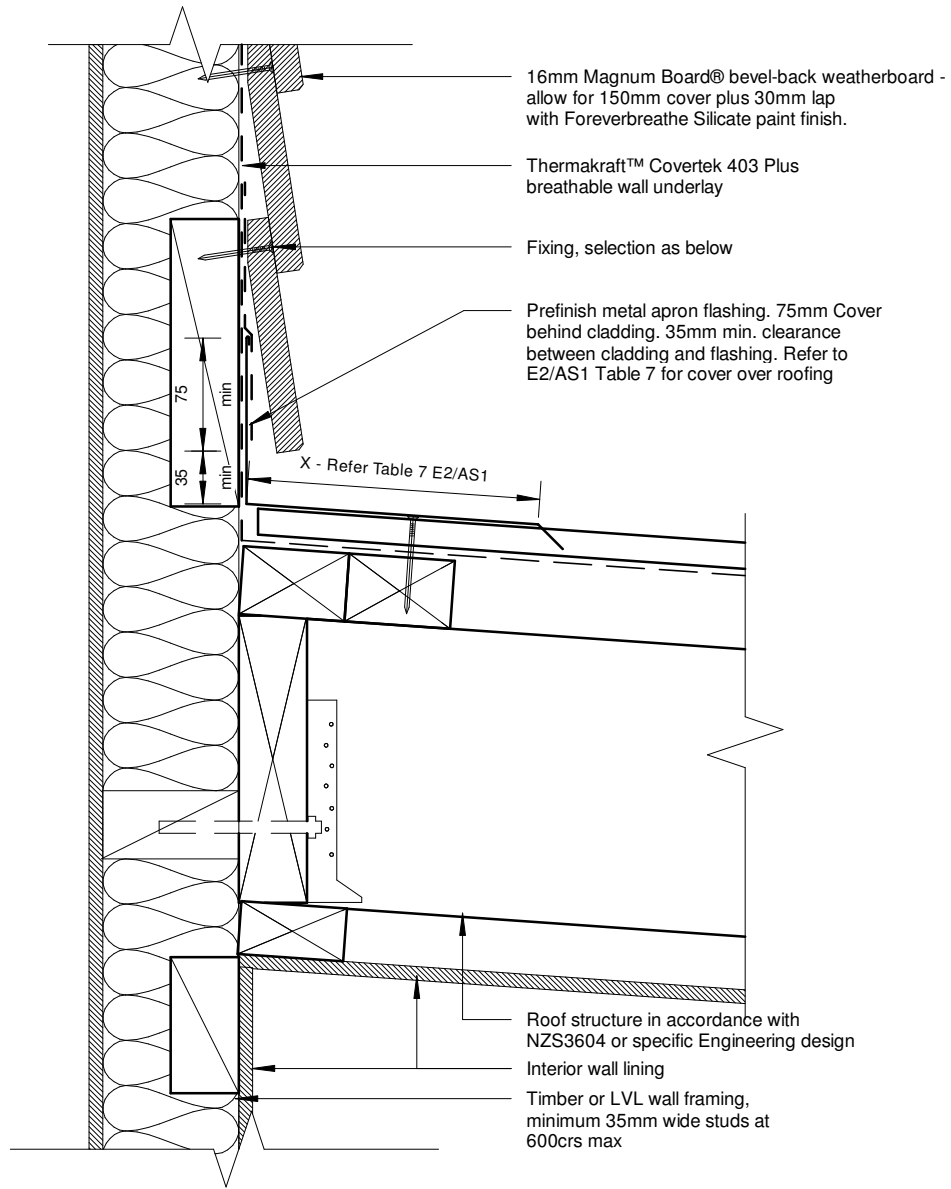 16mm Magnum Board® bevel-back weatherboard -
allow for 150mm cover plus 30mm lap
with Foreverbreathe Silicate paint finish.
Thermakraft™ Covertek 403 Plus
breathable wall underlay
Fixing, selection as below
Prefinish metal apron flashing. 75mm Cover
behind cladding. 35mm min. clearance
between cladding and flashing. Refer to
E2/AS1 Table 7 for cover over roofing
75
min
35
min
X - Refer Table 7 E2/AS1
Roof structure in accordance with
NZS3604 or specific Engineering design
Interior wall lining
Timber or LVL wall framing,
minimum 35mm wide studs at
600crs max